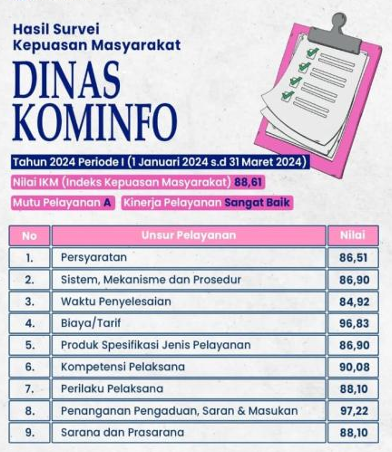 Hasil Survei
Kepuasan Masyarakat
DINAS
KOMINFO
Tahun 2024 Periode I (1 Januari 2024 s.d 31 Maret 2024)
Nilai IKM (Indeks Kepuasan Masyarakat) 88,61
Mutu Pelayanan A Kinerja Pelayanan Sangat Baik
No Unsur Pelayanan Nilai
1. Persyaratan 86,51
2. Sistem, Mekanisme dan Prosedur 86,90
3. Waktu Penyelesaian 84,92
4. Biaya/Tarif 96,83
5. Produk Spesifikasi Jenis Pelayanan 86,90
6. Kompetensi Pelaksana 90,08
7. Perilaku Pelaksana 88,10
8. Penanganan Pengaduan, Saran & Masukan 97,22
9. Sarana dan Prasarana 88,10